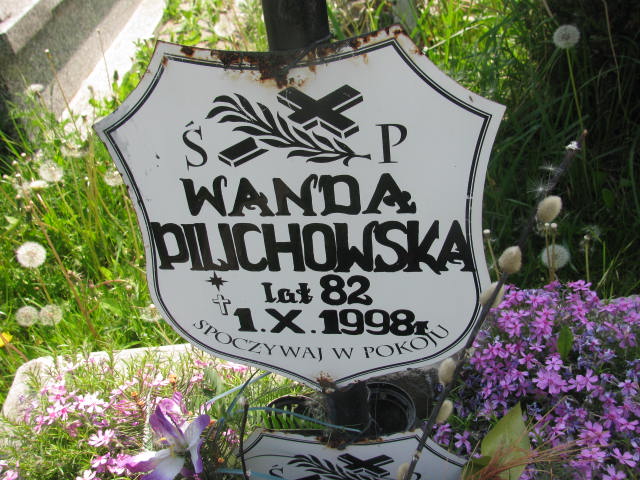 Ś P
WANDA
PILICHOWSKA
lat 82
1.X.1998r
SPOCZYWAJ W POKOJU
Ś